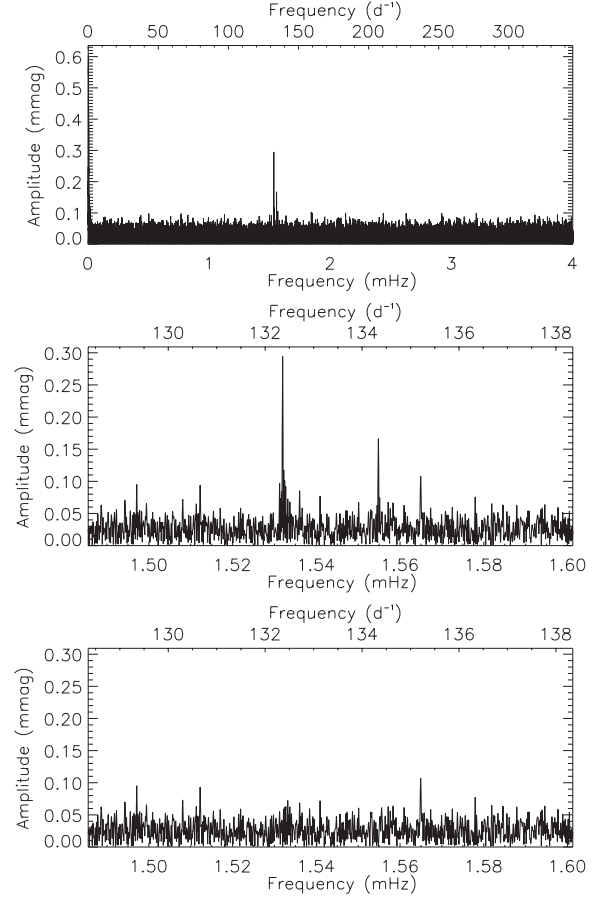 Frequency (d⁻¹)
0 50 100 150 200 250 300
Amplitude (mmag)
0.6
0.5
0.4
0.3
0.2
0.1
0.0
0 1 2 3 4
Frequency (mHz)
Frequency (d⁻¹)
130 132 134 136 138
Amplitude (mmag)
0.30
0.25
0.20
0.15
0.10
0.05
0.00
1.50 1.52 1.54 1.56 1.58 1.60
Frequency (mHz)
Frequency (d⁻¹)
130 132 134 136 138
Amplitude (mmag)
0.30
0.25
0.20
0.15
0.10
0.05
0.00
1.50 1.52 1.54 1.56 1.58 1.60
Frequency (mHz)